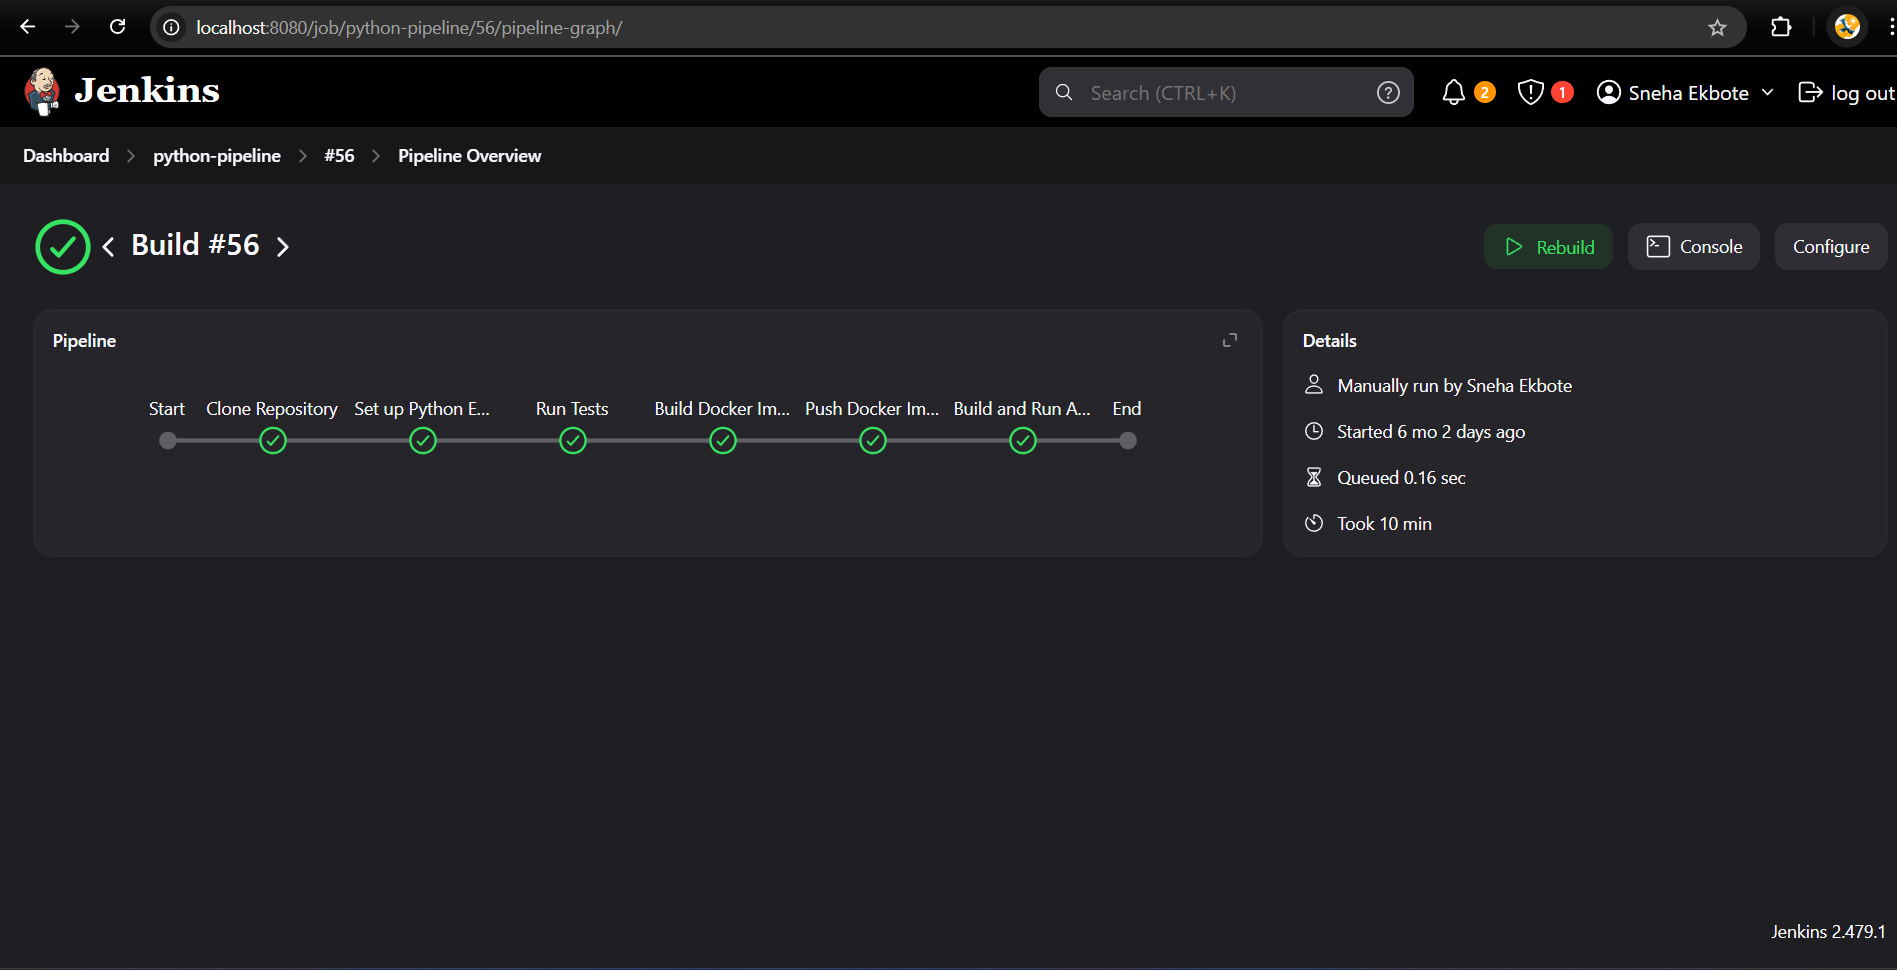 localhost:8080/job/python-pipeline/56/pipeline-graph/
Jenkins
Search (CTRL+K)
2
1
Sneha Ekbote
log out
Dashboard
python-pipeline
#56
Pipeline Overview
Build #56
Rebuild
Console
Configure
Pipeline
Start
Clone Repository
Set up Python E...
Run Tests
Build Docker Im...
Push Docker Im...
Build and Run A...
End
Details
Manually run by Sneha Ekbote
Started 6 mo 2 days ago
Queued 0.16 sec
Took 10 min
Jenkins 2.479.1